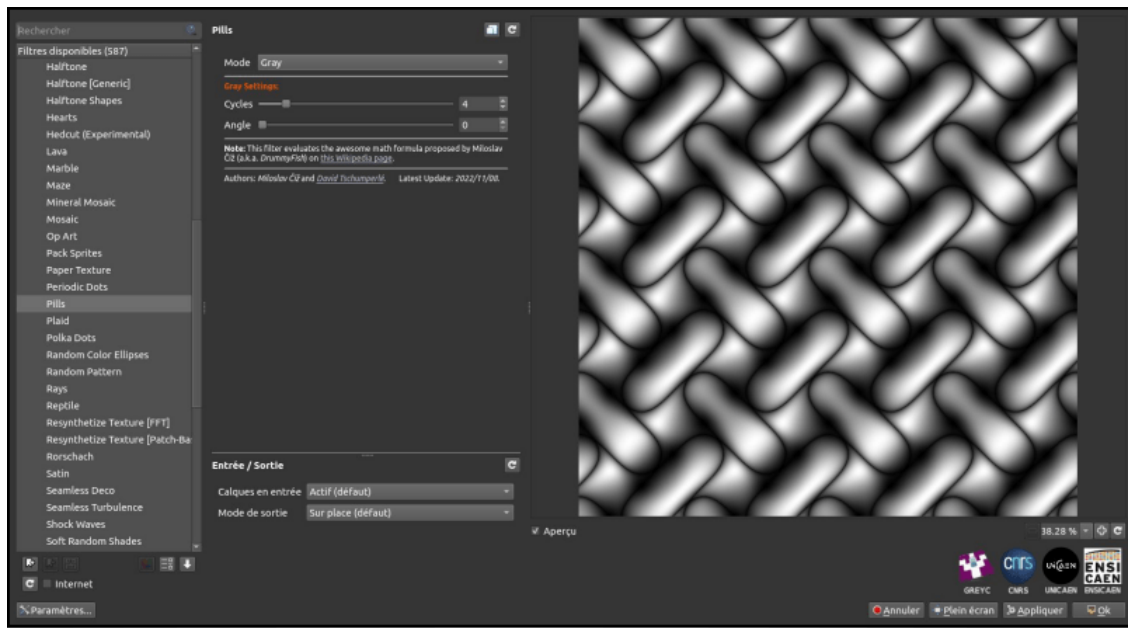 Rechercher
Filtres disponibles (587)
Halftone
Halftone [Generic]
Halftone Shapes
Hearts
Hedcut (Experimental)
Lava
Marble
Maze
Mineral Mosaic
Mosaic
Op Art
Pack Sprites
Paper Texture
Periodic Dots
Pills
Plaid
Polka Dots
Random Color Ellipses
Random Pattern
Rays
Reptile
Resynthetize Texture [FFT]
Resynthetize Texture [Patch-Ba
Rorschach
Satin
Seamless Deco
Seamless Turbulence
Shock Waves
Soft Random Shades
Internet
Paramètres...
Pills
Mode Gray
Gray Settings:
Cycles 4
Angle 0
Note: This filter evaluates the awesome math formula proposed by Miloslav
Číž (a.k.a. DrummyFish) on this Wikipedia page.
Authors: Miloslav Číž and David Tschumperlé. Latest Update: 2022/11/08.
Entrée / Sortie
Calques en entrée Actif (défaut)
Mode de sortie Sur place (défaut)
Aperçu
38.28 %
cnrs
UNICAEN
ENSI
CAEN
GREYC CNRS UNICAEN ENSICAEN
Annuler Plein écran Appliquer Ok